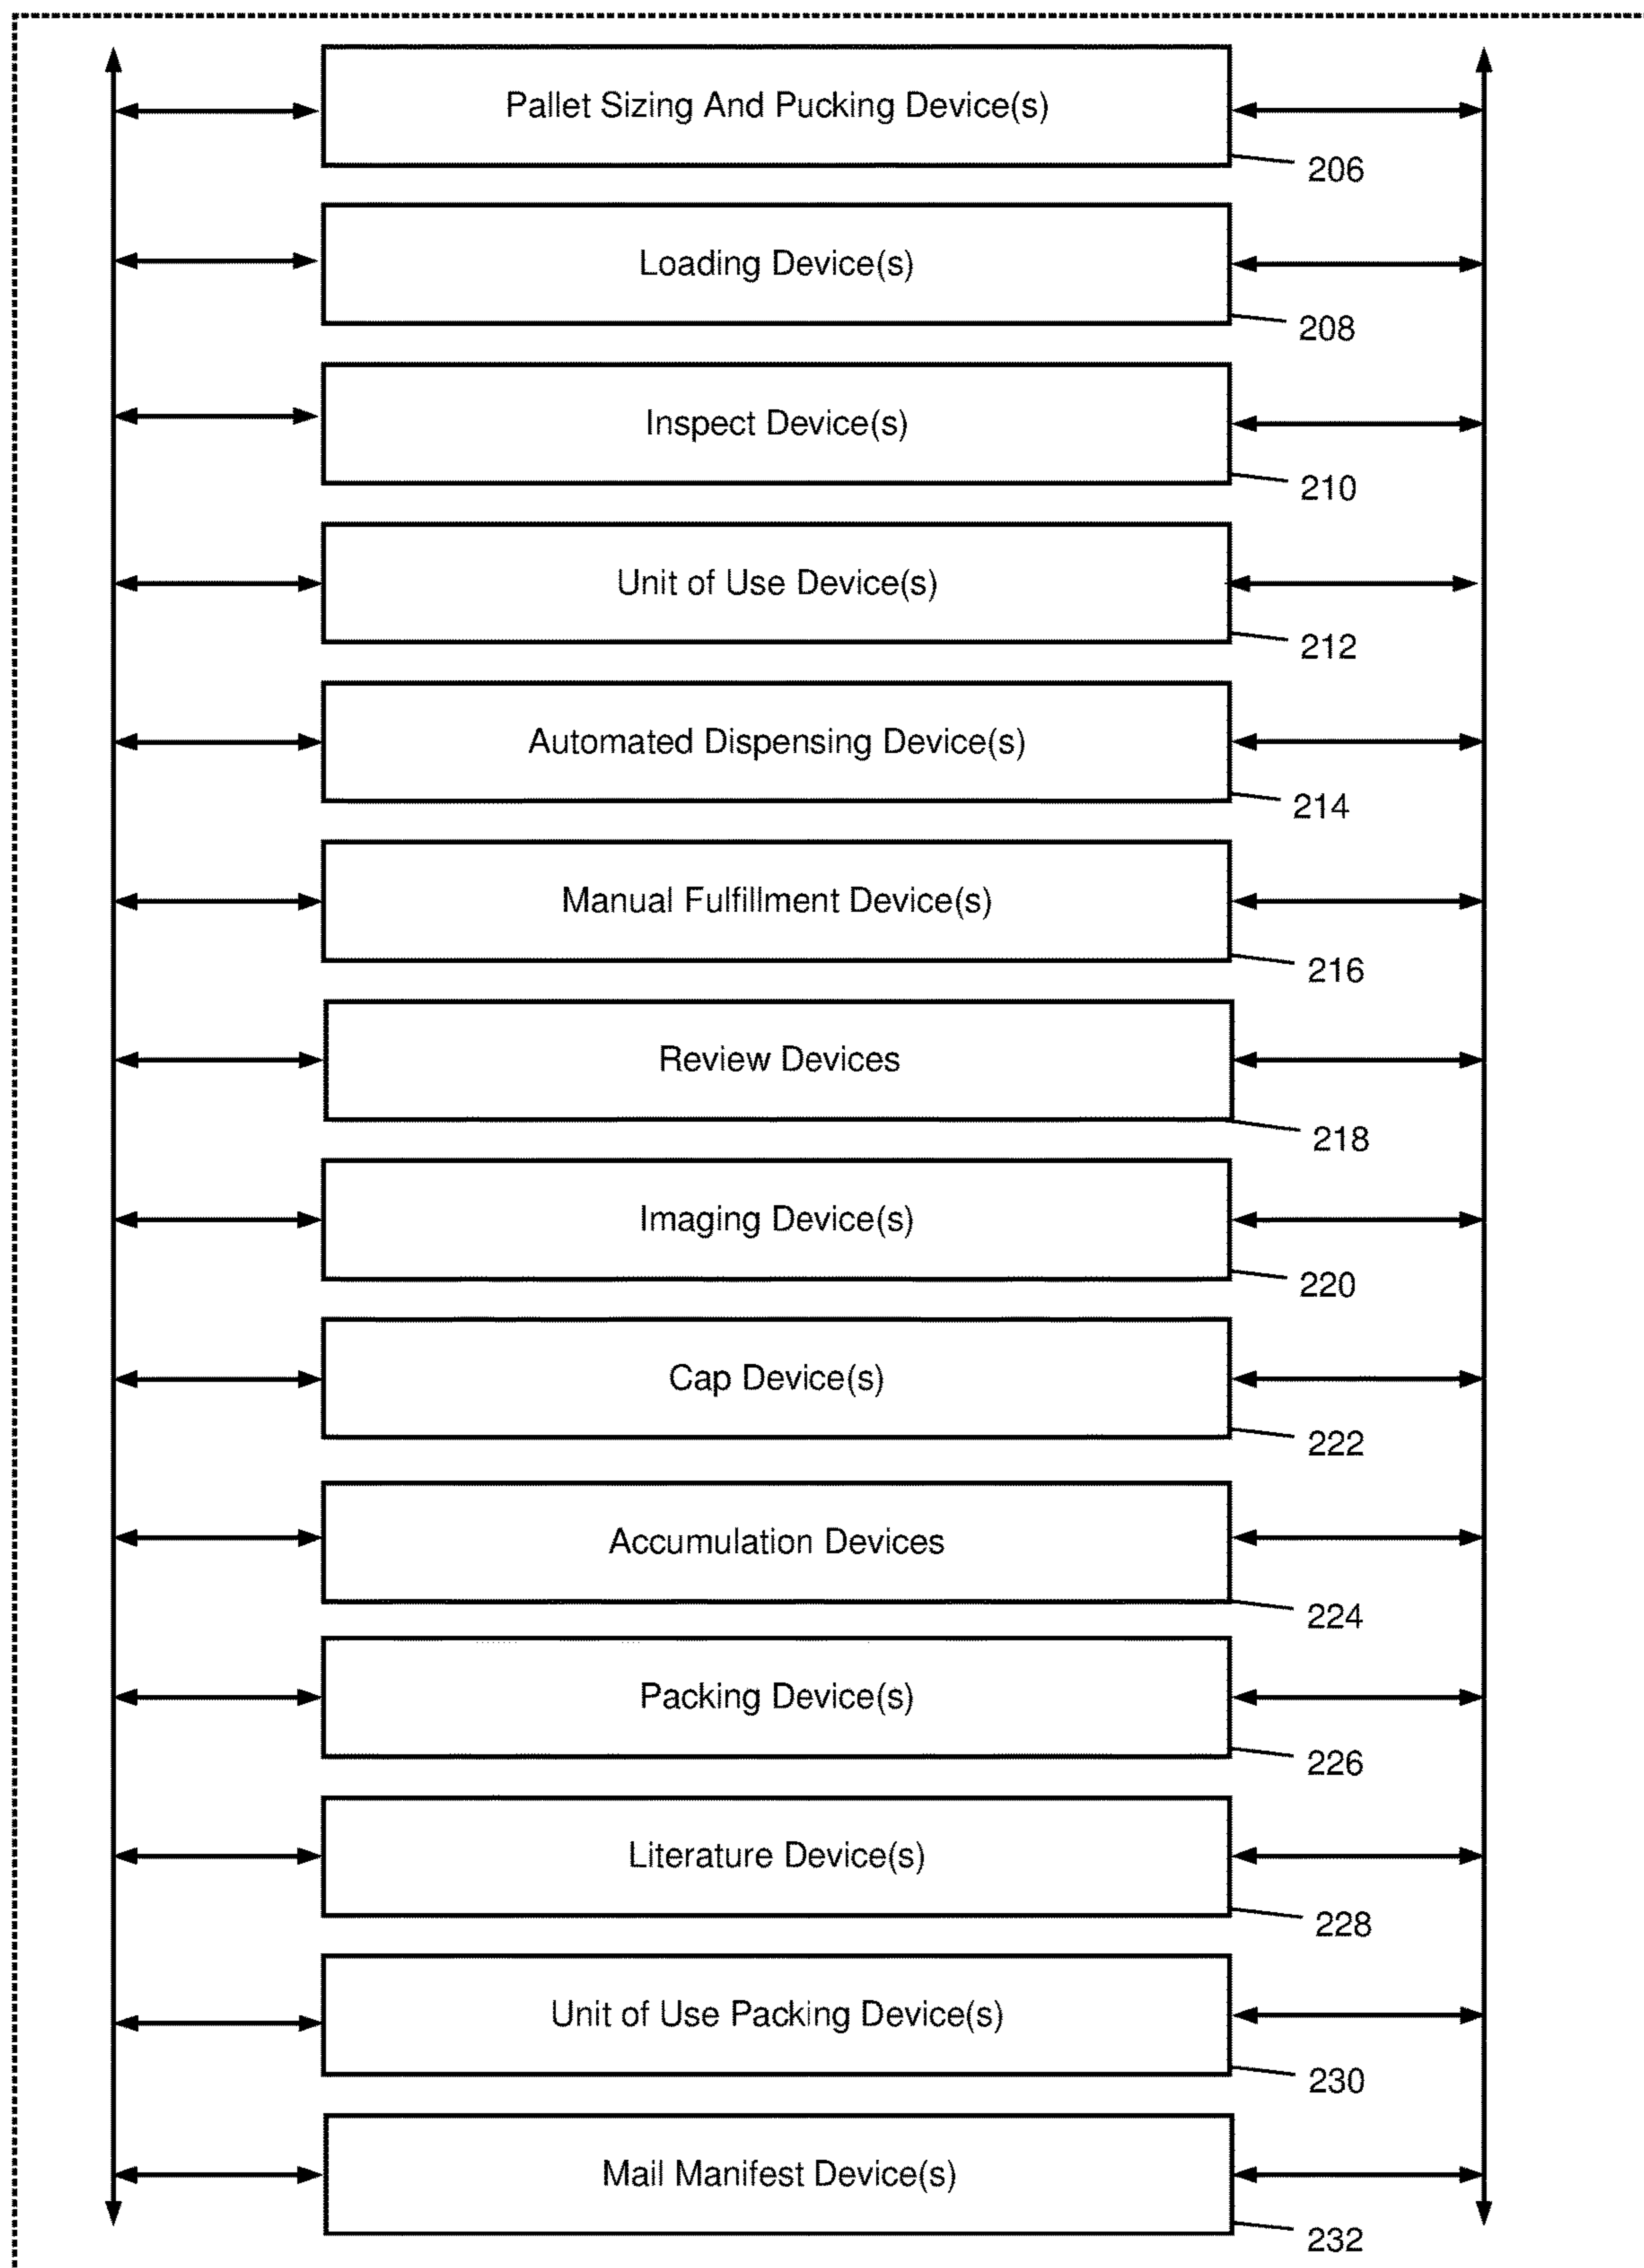 Pallet Sizing And Pucking Device(s)
206
Loading Device(s)
208
Inspect Device(s)
210
Unit of Use Device(s)
212
Automated Dispensing Device(s)
214
Manual Fulfillment Device(s)
216
Review Devices
218
Imaging Device(s)
220
Cap Device(s)
222
Accumulation Devices
224
Packing Device(s)
226
Literature Device(s)
228
Unit of Use Packing Device(s)
230
Mail Manifest Device(s)
232